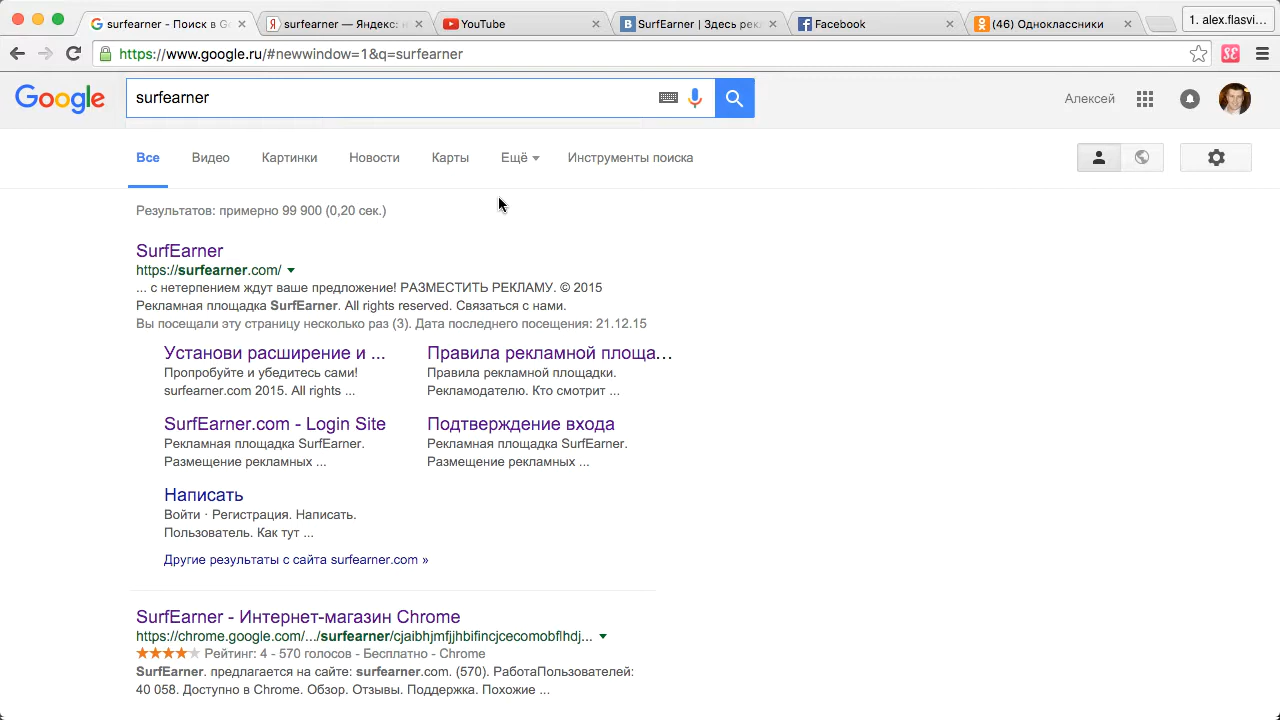 surfearner - Поиск в G
surfearner — Яндекс: н
YouTube
SurfEarner | Здесь рек
Facebook
(46) Одноклассники
1. alex.flasvi...
https://www.google.ru/#newwindow=1&q=surfearner
Google
surfearner
Алексей
Все
Видео
Картинки
Новости
Карты
Ещё
Инструменты поиска
Результатов: примерно 99 900 (0,20 сек.)
SurfEarner
https://surfearner.com/
... с нетерпением ждут ваше предложение! РАЗМЕСТИТЬ РЕКЛАМУ. © 2015
Рекламная площадка SurfEarner. All rights reserved. Связаться с нами.
Вы посещали эту страницу несколько раз (3). Дата последнего посещения: 21.12.15
Установи расширение и ...
Пропробуйте и убедитесь сами!
surfearner.com 2015. All rights ...
Правила рекламной площа...
Правила рекламной площадки.
Рекламодателю. Кто смотрит ...
SurfEarner.com - Login Site
Рекламная площадка SurfEarner.
Размещение рекламных ...
Подтверждение входа
Рекламная площадка SurfEarner.
Размещение рекламных ...
Написать
Войти · Регистрация. Написать.
Пользователь. Как тут ...
Другие результаты с сайта surfearner.com »
SurfEarner - Интернет-магазин Chrome
https://chrome.google.com/.../surfearner/cjaibhjmfjjhbifincjcecomobflhdj...
Рейтинг: 4 - 570 голосов - Бесплатно - Chrome
SurfEarner. предлагается на сайте: surfearner.com. (570). РаботаПользователей:
40 058. Доступно в Chrome. Обзор. Отзывы. Поддержка. Похожие ...